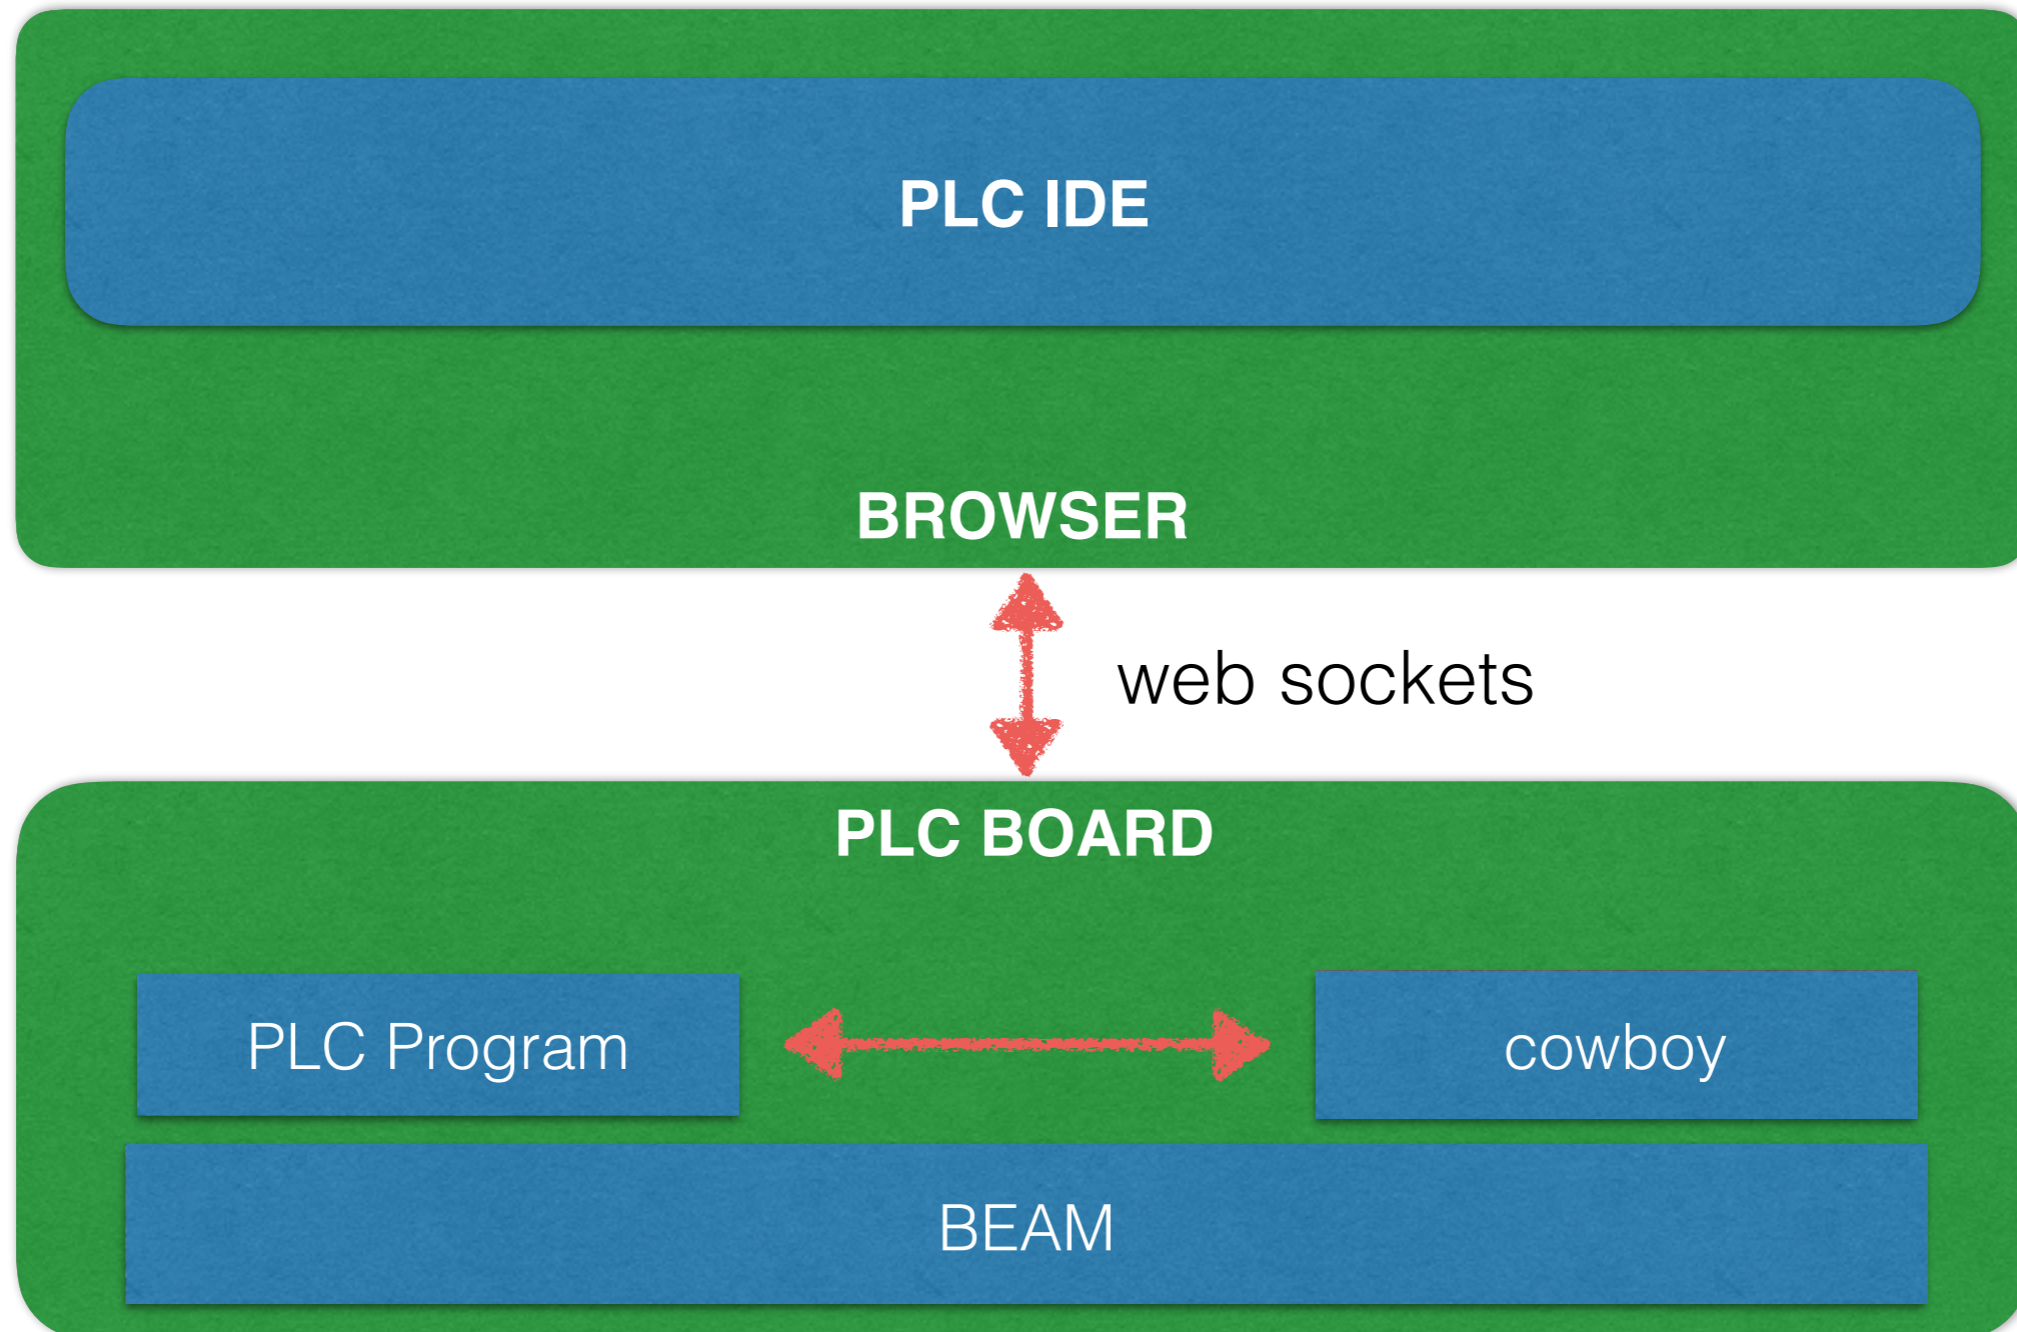 PLC IDE
BROWSER
web sockets
PLC BOARD
PLC Program
cowboy
BEAM